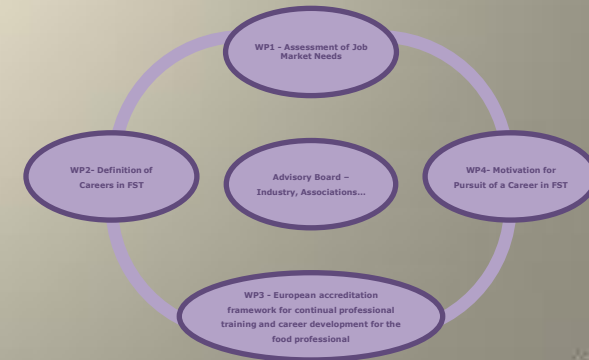 WP1 - Assessment of Job
Market Needs
WP2- Definition of
Careers in FST
Advisory Board –
Industry, Associations...
WP4- Motivation for
Pursuit of a Career in FST
WP3 - European accreditation
framework for continual professional
training and career development for the
food professional